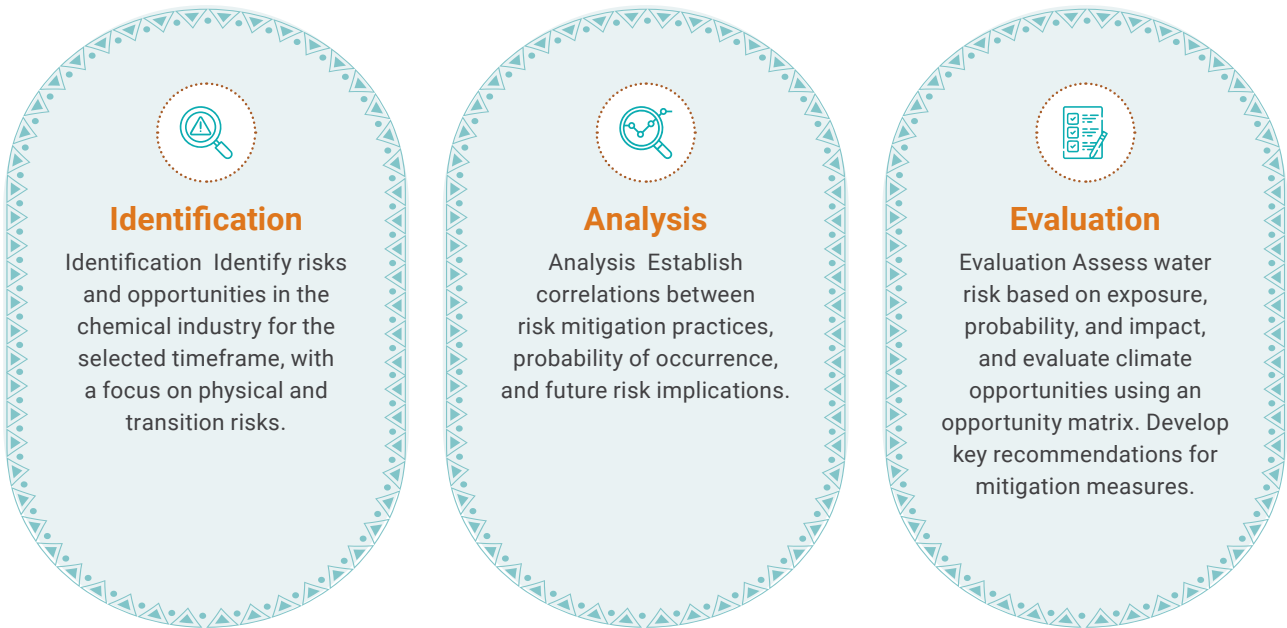 Identification
Identification  Identify risks
and opportunities in the
chemical industry for the
selected timeframe, with
a focus on physical and
transition risks.
Analysis
Analysis  Establish
correlations between
risk mitigation practices,
probability of occurrence,
and future risk implications.
Evaluation
Evaluation Assess water
risk based on exposure,
probability, and impact,
and evaluate climate
opportunities using an
opportunity matrix. Develop
key recommendations for
mitigation measures.